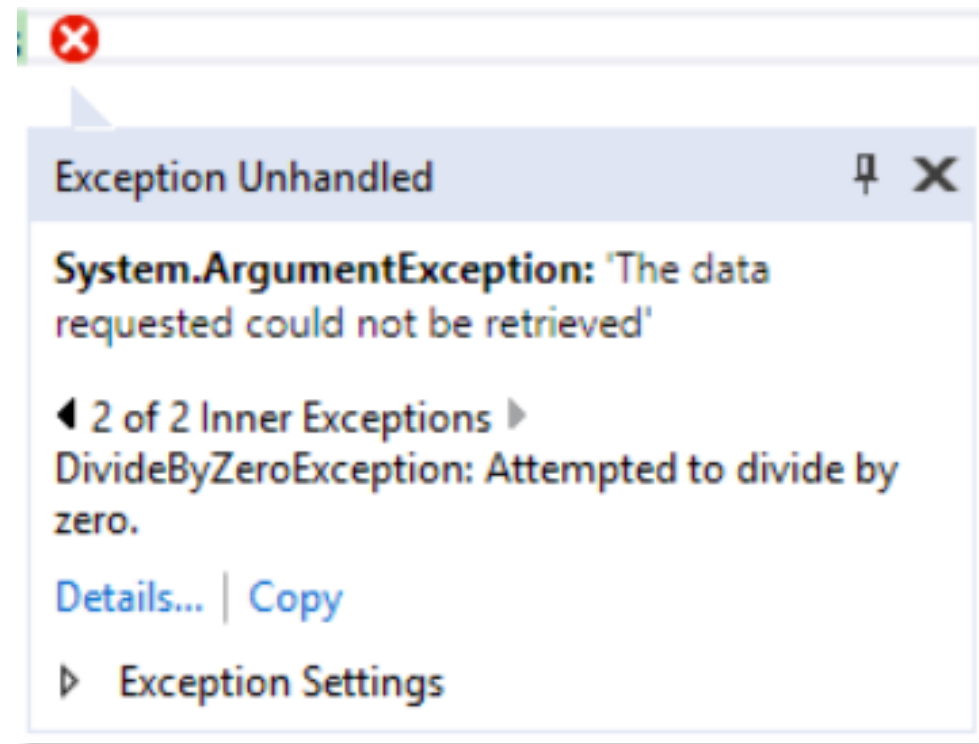 Exception Unhandled
System.ArgumentException: 'The data
requested could not be retrieved'
2 of 2 Inner Exceptions
DivideByZeroException: Attempted to divide by
zero.
Details... | Copy
Exception Settings